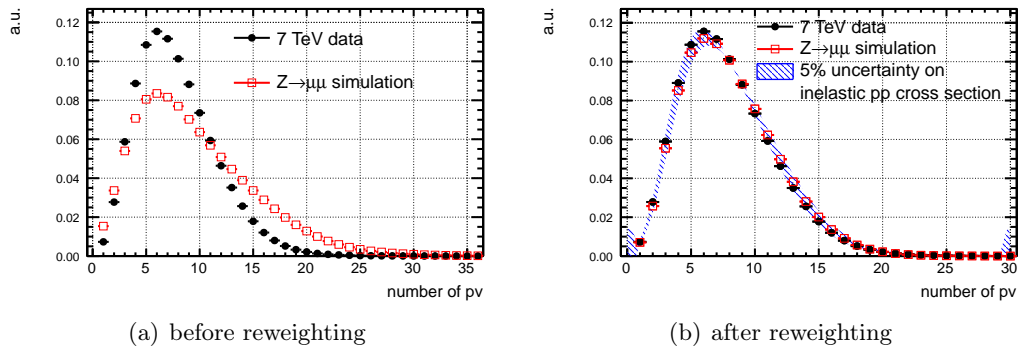 a.u.
0.12
0.10
0.08
0.06
0.04
0.02
0.00
7 TeV data
Z→μμ simulation
0 5 10 15 20 25 30 35
number of pv
(a) before reweighting
a.u.
0.12
0.10
0.08
0.06
0.04
0.02
0.00
7 TeV data
Z→μμ simulation
5% uncertainty on
inelastic pp cross section
0 5 10 15 20 25 30
number of pv
(b) after reweighting